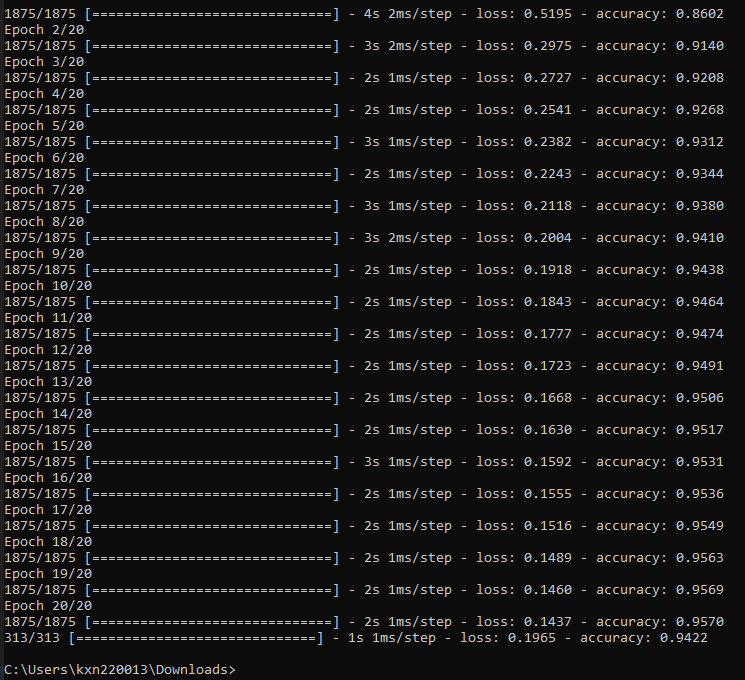 1875/1875 [==============================] - 4s 2ms/step - loss: 0.5195 - accuracy: 0.8602
Epoch 2/20
1875/1875 [==============================] - 3s 2ms/step - loss: 0.2975 - accuracy: 0.9140
Epoch 3/20
1875/1875 [==============================] - 2s 1ms/step - loss: 0.2727 - accuracy: 0.9208
Epoch 4/20
1875/1875 [==============================] - 2s 1ms/step - loss: 0.2541 - accuracy: 0.9268
Epoch 5/20
1875/1875 [==============================] - 3s 1ms/step - loss: 0.2382 - accuracy: 0.9312
Epoch 6/20
1875/1875 [==============================] - 2s 1ms/step - loss: 0.2243 - accuracy: 0.9344
Epoch 7/20
1875/1875 [==============================] - 3s 1ms/step - loss: 0.2118 - accuracy: 0.9380
Epoch 8/20
1875/1875 [==============================] - 3s 2ms/step - loss: 0.2004 - accuracy: 0.9410
Epoch 9/20
1875/1875 [==============================] - 2s 1ms/step - loss: 0.1918 - accuracy: 0.9438
Epoch 10/20
1875/1875 [==============================] - 2s 1ms/step - loss: 0.1843 - accuracy: 0.9464
Epoch 11/20
1875/1875 [==============================] - 2s 1ms/step - loss: 0.1777 - accuracy: 0.9474
Epoch 12/20
1875/1875 [==============================] - 2s 1ms/step - loss: 0.1723 - accuracy: 0.9491
Epoch 13/20
1875/1875 [==============================] - 2s 1ms/step - loss: 0.1668 - accuracy: 0.9506
Epoch 14/20
1875/1875 [==============================] - 2s 1ms/step - loss: 0.1630 - accuracy: 0.9517
Epoch 15/20
1875/1875 [==============================] - 3s 1ms/step - loss: 0.1592 - accuracy: 0.9531
Epoch 16/20
1875/1875 [==============================] - 2s 1ms/step - loss: 0.1555 - accuracy: 0.9536
Epoch 17/20
1875/1875 [==============================] - 2s 1ms/step - loss: 0.1516 - accuracy: 0.9549
Epoch 18/20
1875/1875 [==============================] - 2s 1ms/step - loss: 0.1489 - accuracy: 0.9563
Epoch 19/20
1875/1875 [==============================] - 2s 1ms/step - loss: 0.1460 - accuracy: 0.9569
Epoch 20/20
1875/1875 [==============================] - 2s 1ms/step - loss: 0.1437 - accuracy: 0.9570
313/313 [==============================] - 1s 1ms/step - loss: 0.1965 - accuracy: 0.9422
C:\Users\kxn220013\Downloads>